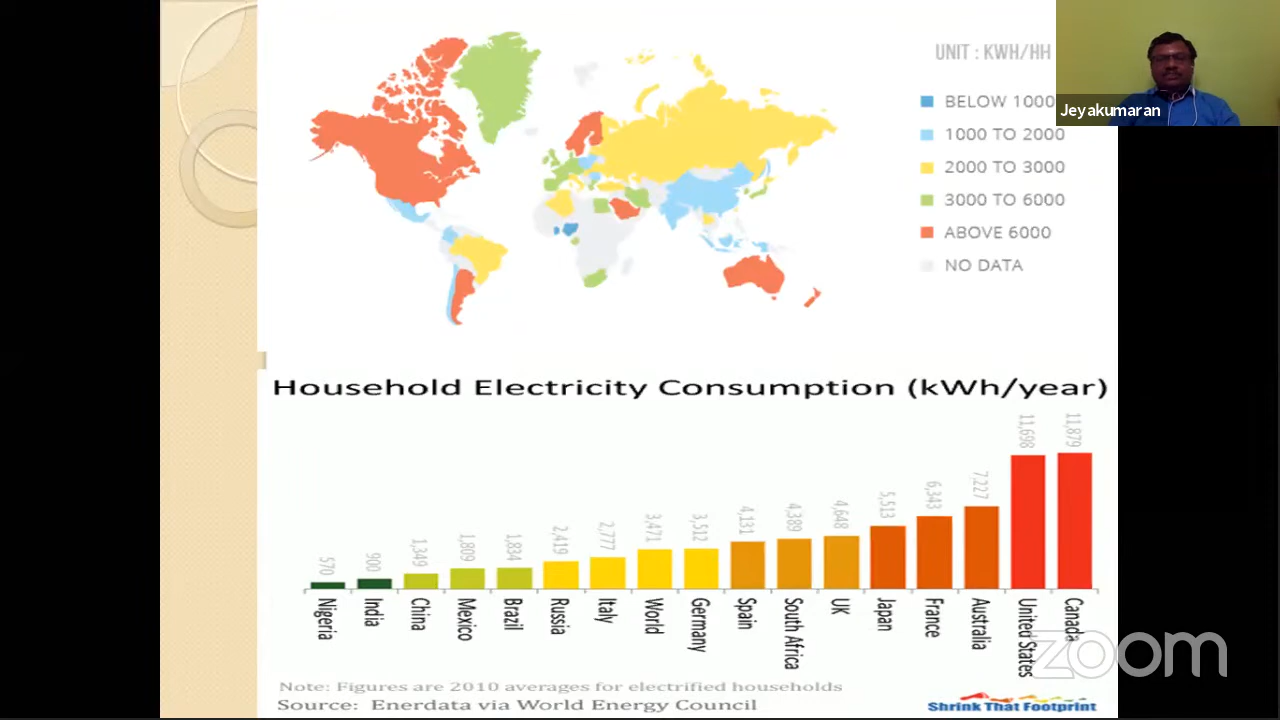 UNIT : KWH/HH
BELOW 1000
1000 TO 2000
2000 TO 3000
3000 TO 6000
ABOVE 6000
NO DATA
Jeyakumaran
Household Electricity Consumption (kWh/year)
570
900
1,349
1,809
1,834
2,419
2,777
3,471
3,512
4,131
4,389
4,648
5,513
6,343
7,227
11,698
11,879
Nigeria
India
China
Mexico
Brazil
Russia
Italy
World
Germany
Spain
South Africa
UK
Japan
France
Australia
United States
Canada
zoom
Note: Figures are 2010 averages for electrified households
Source: Enerdata via World Energy Council
Shrink That Footprint